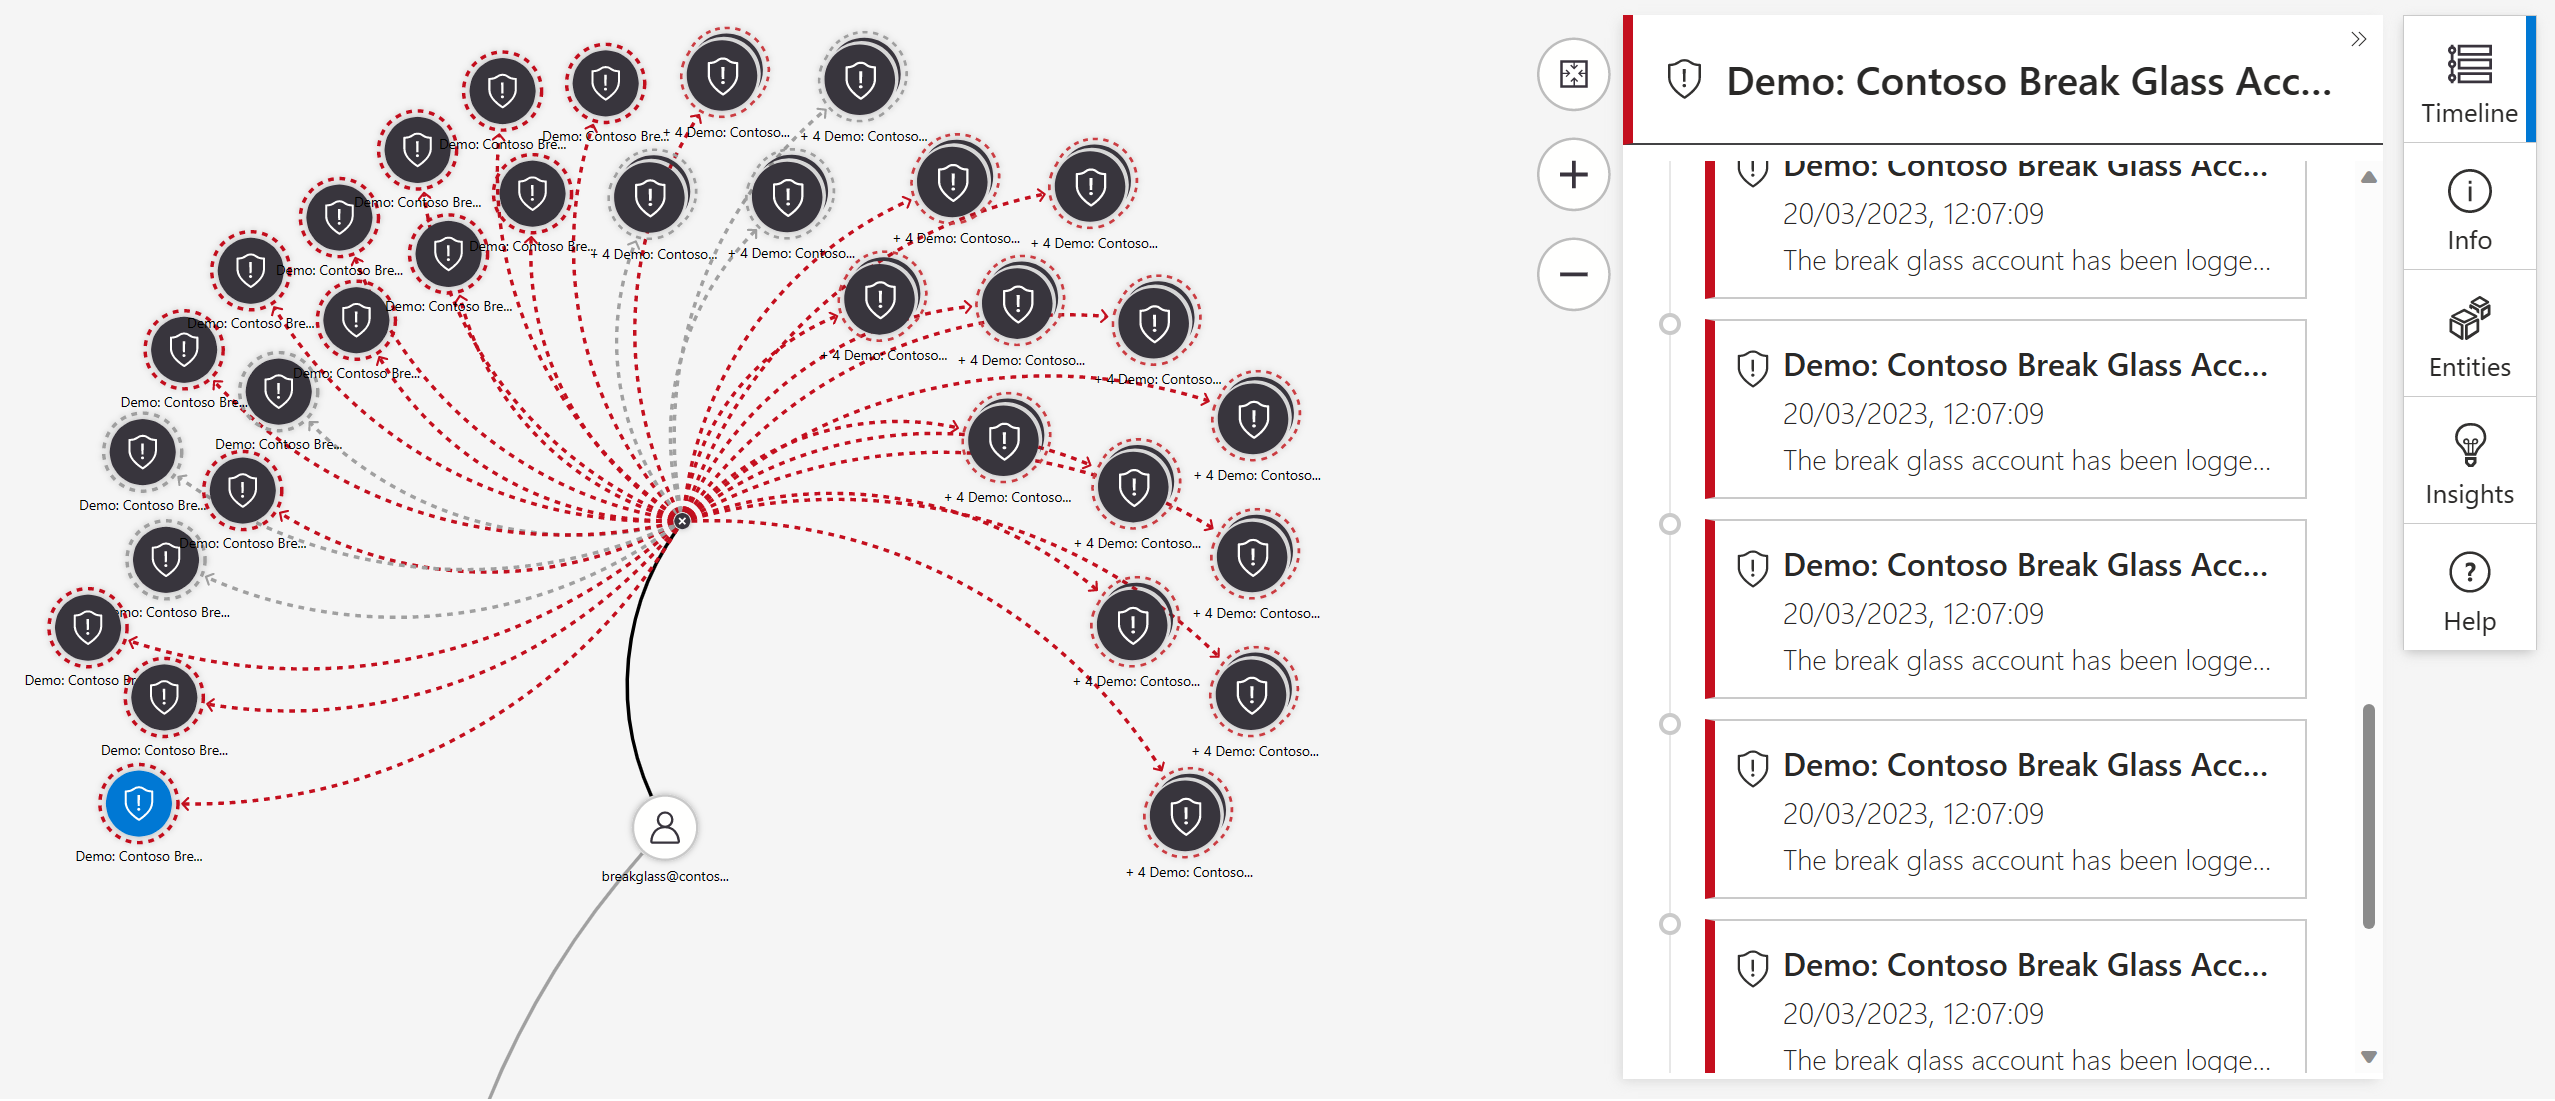 Demo: Contoso Bre...
+ 4 Demo: Contoso...
+ 4 Demo: Contoso...
Demo: Contoso Bre...
Demo: Contoso Bre...
+ 4 Demo: Contoso...
+ 4 Demo: Contoso...
Demo: Contoso Bre...
Demo: Contoso Bre...
+ 4 Demo: Contoso...
+ 4 Demo: Contoso...
Demo: Contoso Bre...
Demo: Contoso Bre...
Demo: Contoso Bre...
+ 4 Demo: Contoso...
+ 4 Demo: Contoso...
Demo: Contoso Bre...
+ 4 Demo: Contoso...
Demo: Contoso Bre...
Demo: Contoso Bre...
+ 4 Demo: Contoso...
+ 4 Demo: Contoso...
Demo: Contoso Bre...
Demo: Contoso Bre...
+ 4 Demo: Contoso...
Demo: Contoso Bre...
+ 4 Demo: Contoso...
Demo: Contoso Br
+ 4 Demo: Contoso...
Demo: Contoso Bre...
+ 4 Demo: Contoso...
Demo: Contoso Bre...
breakglass@contos...
+ 4 Demo: Contoso...
Demo: Contoso Break Glass Acc...
Demo: Contoso Break Glass Acc...
20/03/2023, 12:07:09
The break glass account has been logge...
Demo: Contoso Break Glass Acc...
20/03/2023, 12:07:09
The break glass account has been logge...
Demo: Contoso Break Glass Acc...
20/03/2023, 12:07:09
The break glass account has been logge...
Demo: Contoso Break Glass Acc...
20/03/2023, 12:07:09
The break glass account has been logge...
Demo: Contoso Break Glass Acc...
20/03/2023, 12:07:09
The break glass account has been logge...
Timeline
Info
Entities
Insights
Help